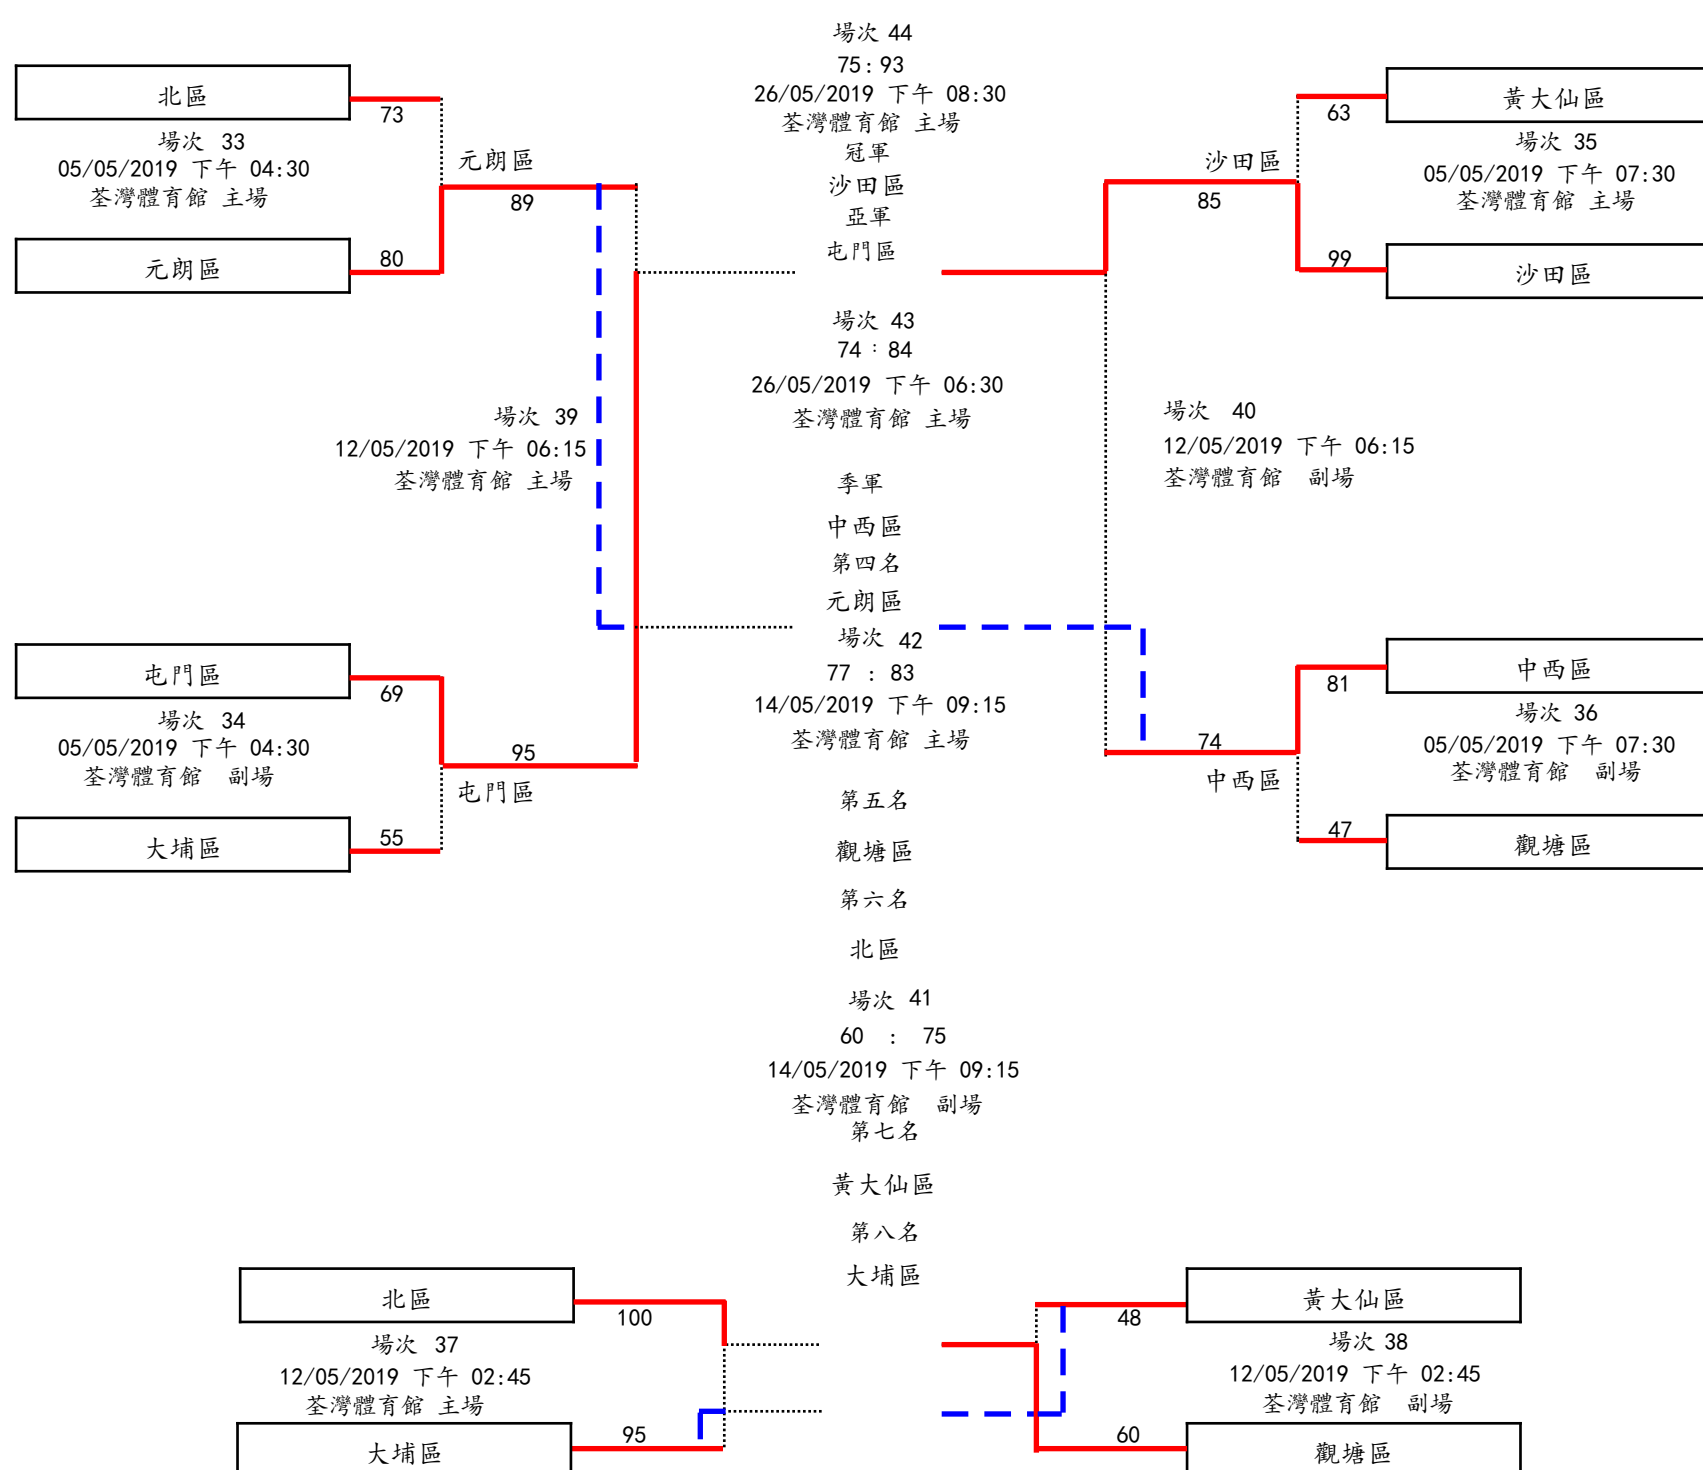 北區
73
場次 33
05/05/2019 下午 04:30
荃灣體育館 主場
元朗區
80
元朗區
89
場次 39
12/05/2019 下午 06:15
荃灣體育館 主場
屯門區
69
場次 34
05/05/2019 下午 04:30
荃灣體育館 副場
大埔區
55
95
屯門區
場次 44
75:93
26/05/2019 下午 08:30
荃灣體育館 主場
冠軍
沙田區
亞軍
屯門區
場次 43
74:84
26/05/2019 下午 06:30
荃灣體育館 主場
季軍
中西區
第四名
元朗區
場次 42
77 : 83
14/05/2019 下午 09:15
荃灣體育館 主場
第五名
觀塘區
第六名
北區
場次 41
60 : 75
14/05/2019 下午 09:15
荃灣體育館 副場
第七名
黃大仙區
第八名
大埔區
黃大仙區
63
場次 35
05/05/2019 下午 07:30
荃灣體育館 主場
沙田區
99
沙田區
85
場次 40
12/05/2019 下午 06:15
荃灣體育館 副場
中西區
81
場次 36
05/05/2019 下午 07:30
荃灣體育館 副場
觀塘區
47
74
中西區
北區
100
場次 37
12/05/2019 下午 02:45
荃灣體育館 主場
大埔區
95
黃大仙區
48
場次 38
12/05/2019 下午 02:45
荃灣體育館 副場
觀塘區
60